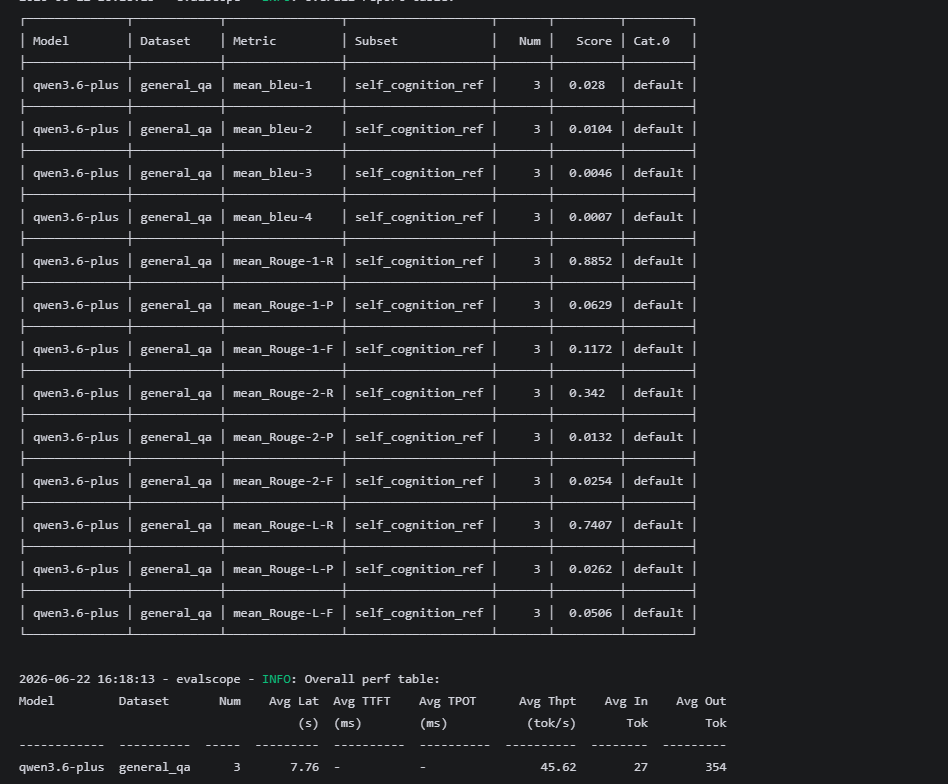 Model Dataset Metric Subset Num Score Cat.0
qwen3.6-plus general_qa mean_bleu-1 self_cognition_ref 3 0.028 default
qwen3.6-plus general_qa mean_bleu-2 self_cognition_ref 3 0.0104 default
qwen3.6-plus general_qa mean_bleu-3 self_cognition_ref 3 0.0046 default
qwen3.6-plus general_qa mean_bleu-4 self_cognition_ref 3 0.0007 default
qwen3.6-plus general_qa mean_Rouge-1-R self_cognition_ref 3 0.8852 default
qwen3.6-plus general_qa mean_Rouge-1-P self_cognition_ref 3 0.0629 default
qwen3.6-plus general_qa mean_Rouge-1-F self_cognition_ref 3 0.1172 default
qwen3.6-plus general_qa mean_Rouge-2-R self_cognition_ref 3 0.342 default
qwen3.6-plus general_qa mean_Rouge-2-P self_cognition_ref 3 0.0132 default
qwen3.6-plus general_qa mean_Rouge-2-F self_cognition_ref 3 0.0254 default
qwen3.6-plus general_qa mean_Rouge-L-R self_cognition_ref 3 0.7407 default
qwen3.6-plus general_qa mean_Rouge-L-P self_cognition_ref 3 0.0262 default
qwen3.6-plus general_qa mean_Rouge-L-F self_cognition_ref 3 0.0506 default
2026-06-22 16:18:13 - evalscope - INFO: Overall perf table:
Model Dataset Num Avg Lat Avg TTFT Avg TPOT Avg Thpt Avg In Avg Out
(s) (ms) (ms) (tok/s) Tok Tok
------------ ---------- ----- --------- ---------- ---------- ---------- -------- ---------
qwen3.6-plus general_qa 3 7.76 - - 45.62 27 354